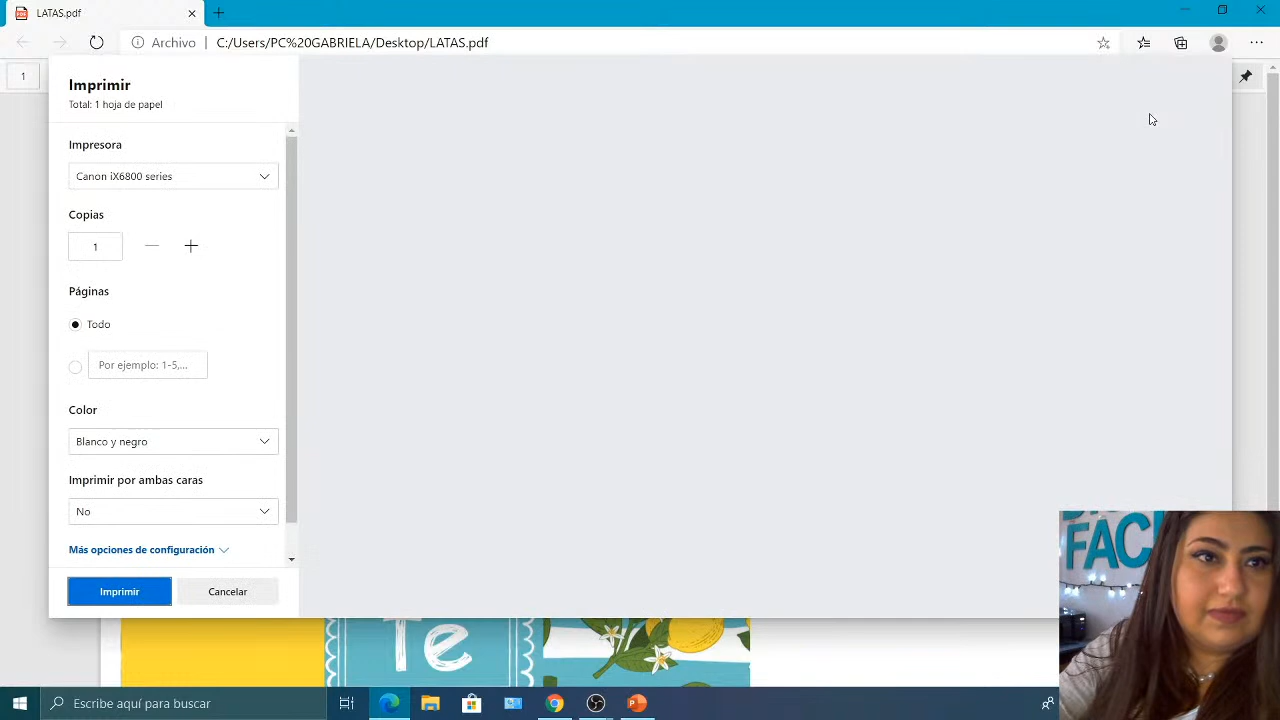 LATAS.pdf
Archivo
C:/Users/PC%20GABRIELA/Desktop/LATAS.pdf
1
Imprimir
Total: 1 hoja de papel
Impresora
Canon iX6800 series
Copias
1
Páginas
Todo
Por ejemplo: 1-5,...
Color
Blanco y negro
Imprimir por ambas caras
No
Más opciones de configuración
Imprimir
Cancelar
Te
FACI
Escribe aquí para buscar